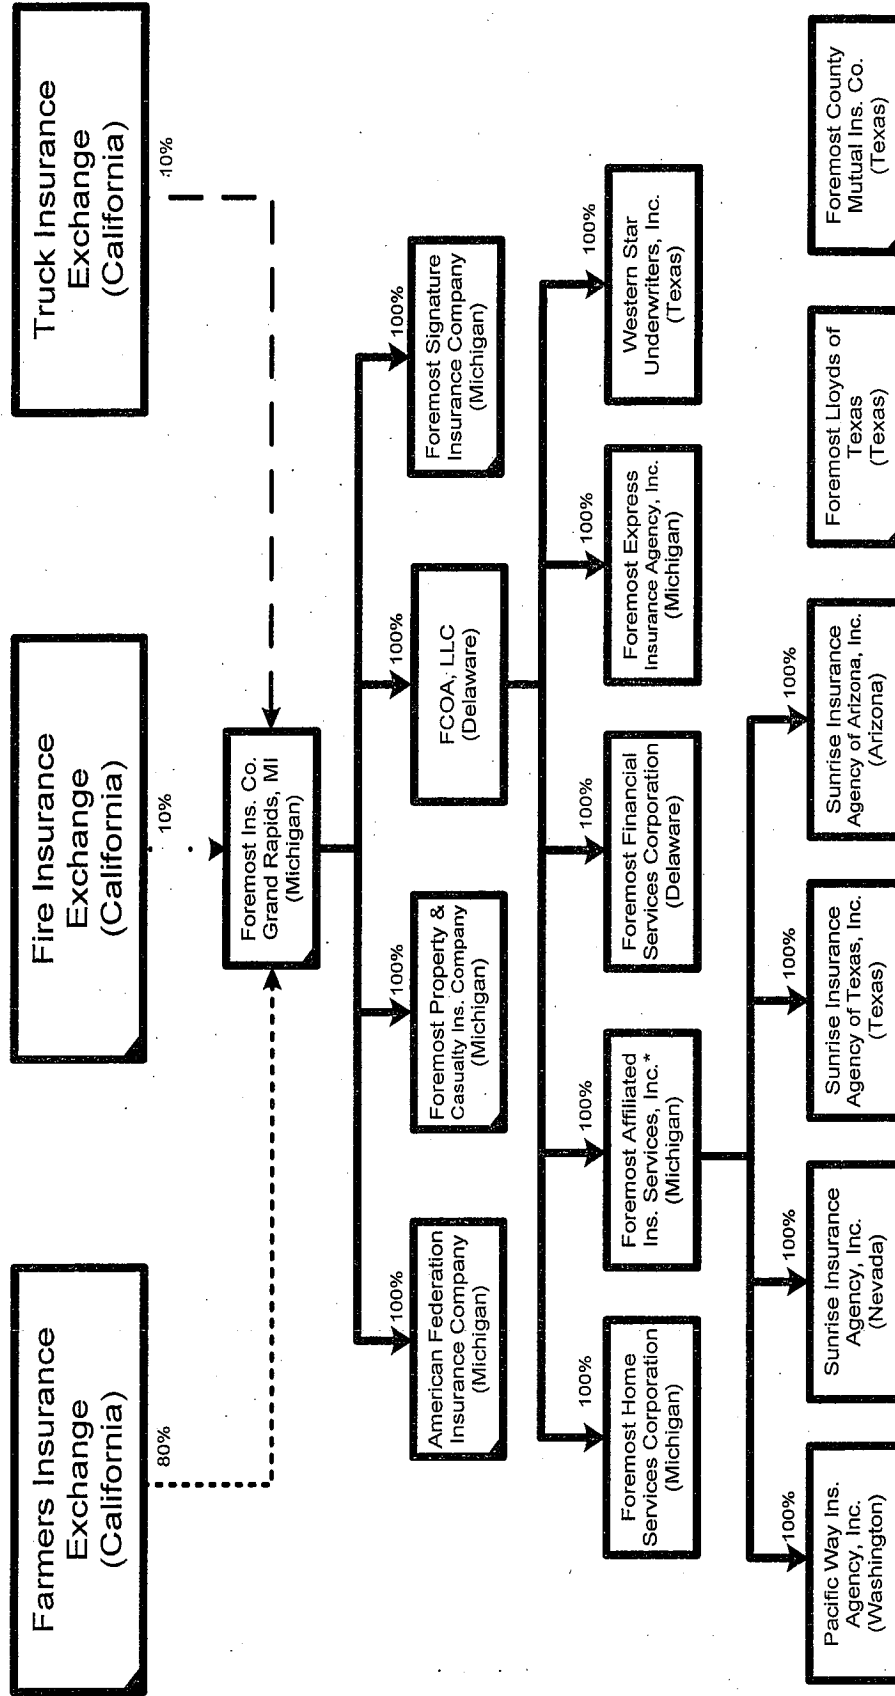 Farmers Insurance
Exchange
(California)
Fire Insurance
Exchange
(California)
Truck Insurance
Exchange
(California)
80%
10%
10%
Foremost Ins. Co.
Grand Rapids, MI
(Michigan)
100%
100%
100%
100%
American Federation
Insurance Company
(Michigan)
Foremost Property &
Casualty Ins. Company
(Michigan)
FCOA, LLC
(Delaware)
Foremost Signature
Insurance Company
(Michigan)
100%
100%
100%
100%
100%
Foremost Home
Services Corporation
(Michigan)
Foremost Affiliated
Ins. Services, Inc.*
(Michigan)
Foremost Financial
Services Corporation
(Delaware)
Foremost Express
Insurance Agency, Inc.
(Michigan)
Western Star
Underwriters, Inc.
(Texas)
100%
100%
100%
100%
Pacific Way Ins.
Agency, Inc.
(Washington)
Sunrise Insurance
Agency, Inc.
(Nevada)
Sunrise Insurance
Agency of Texas, Inc.
(Texas)
Sunrise Insurance
Agency of Arizona, Inc.
(Arizona)
Foremost Lloyds of
Texas
(Texas)
Foremost County
Mutual Ins. Co.
(Texas)